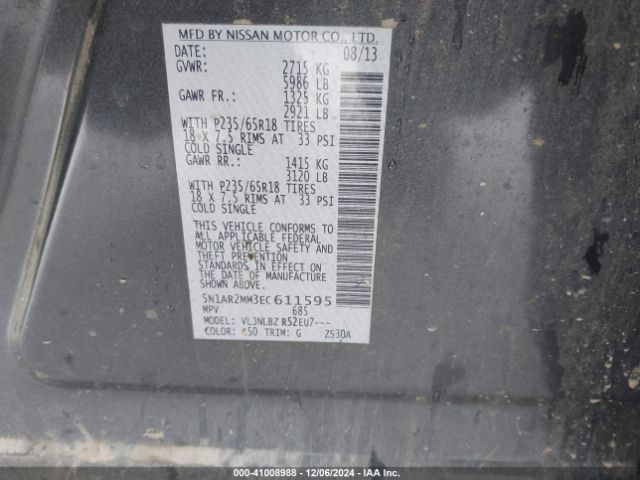 MFD BY NISSAN MOTOR CO., LTD.
DATE: 08/13
GVWR: 2715 KG
5986 LB
GAWR FR.: 1325 KG
2921 LB
WITH P235/65R18 TIRES
18 X 7.5 RIMS AT 33 PSI
COLD SINGLE
GAWR RR.: 1415 KG
3120 LB
WITH P235/65R18 TIRES
18 X 7.5 RIMS AT 33 PSI
COLD SINGLE
THIS VEHICLE CONFORMS TO
ALL APPLICABLE FEDERAL
MOTOR VEHICLE SAFETY AND
THEFT PREVENTION
STANDARDS IN EFFECT ON
THE DATE OF MANUFACTURE
SHOWN ABOVE.
5N1AR2MM3EC611595
MPV 685
MODEL: VL3NLBZ R52EU7---
COLOR: K50 TRIM: G ZS30A
000-41008988 - 12/06/2024 - IAA Inc.